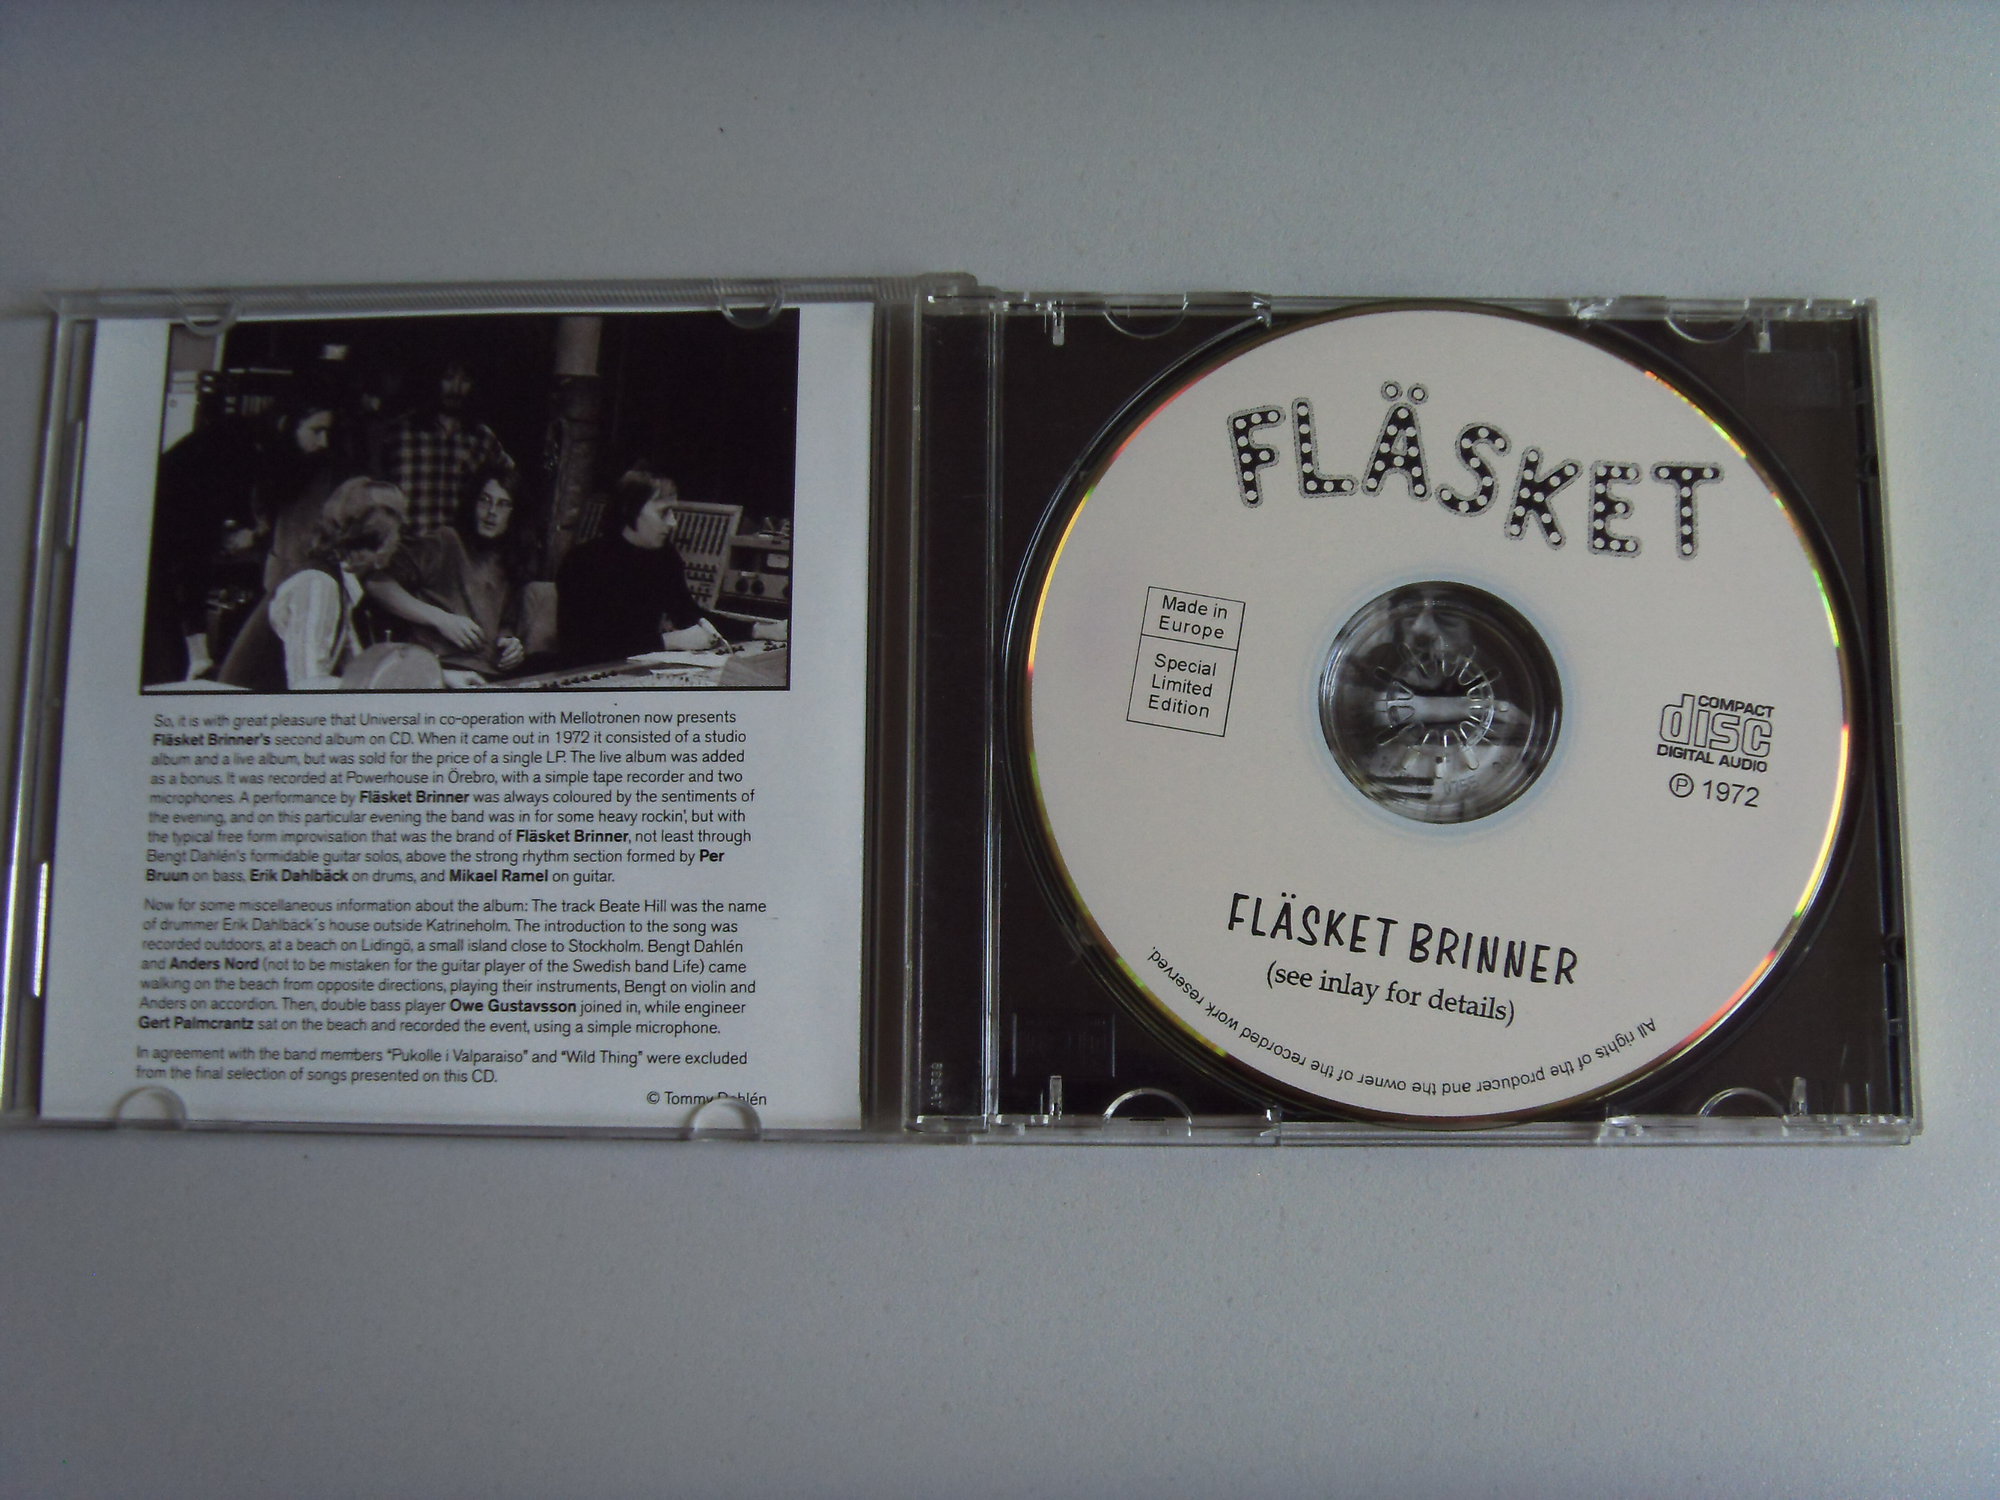 So, it is with great pleasure that Universal in co-operation with Mellotronen now presents
Fläsket Brinner's second album on CD. When it came out in 1972 it consisted of a studio
album and a live album, but was sold for the price of a single LP. The live album was added
as a bonus. It was recorded at Powerhouse in Örebro, with a simple tape recorder and two
microphones. A performance by Fläsket Brinner was always coloured by the sentiments of
the evening, and on this particular evening the band was in for some heavy rockin', but with
the typical free form improvisation that was the brand of Fläsket Brinner, not least through
Bengt Dahlén's formidable guitar solos, above the strong rhythm section formed by Per
Bruun on bass, Erik Dahlbäck on drums, and Mikael Ramel on guitar.
Now for some miscellaneous information about the album: The track Beate Hill was the name
of drummer Erik Dahlbäck´s house outside Katrineholm. The introduction to the song was
recorded outdoors, at a beach on Lidingö, a small island close to Stockholm. Bengt Dahlén
and Anders Nord (not to be mistaken for the guitar player of the Swedish band Life) came
walking on the beach from opposite directions, playing their instruments, Bengt on violin and
Anders on accordion. Then, double bass player Owe Gustavsson joined in, while engineer
Gert Palmcrantz sat on the beach and recorded the event, using a simple microphone.
In agreement with the band members "Pukolle i Valparaiso" and "Wild Thing" were excluded
from the final selection of songs presented on this CD.
© Tommy Dahlén
FLÄSKET
Made in
Europe
Special
Limited
Edition
COMPACT
disc
DIGITAL AUDIO
℗ 1972
FLÄSKET BRINNER
(see inlay for details)
All rights of the producer and the owner of the recorded work reserved.